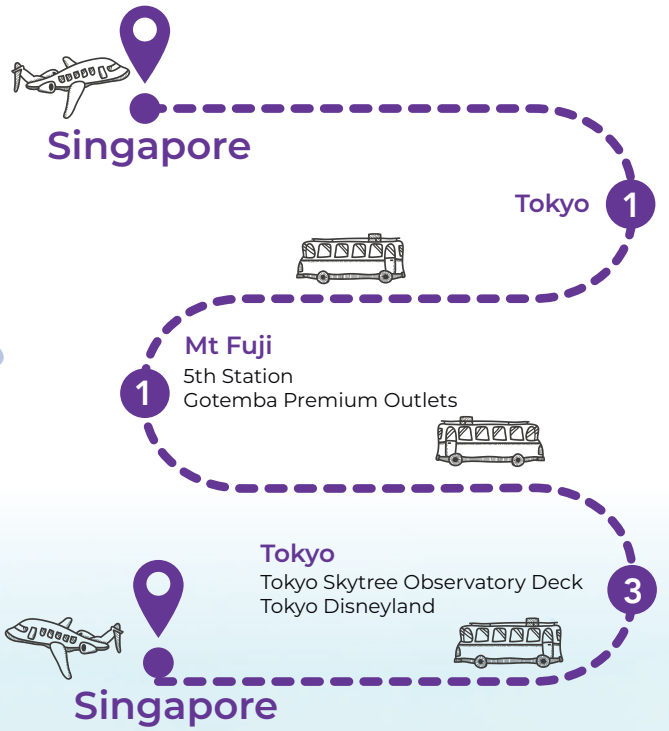 Singapore
Tokyo 1
Mt Fuji
5th Station
1
Gotemba Premium Outlets
Tokyo
Tokyo Skytree Observatory Deck
3
Tokyo Disneyland
Singapore